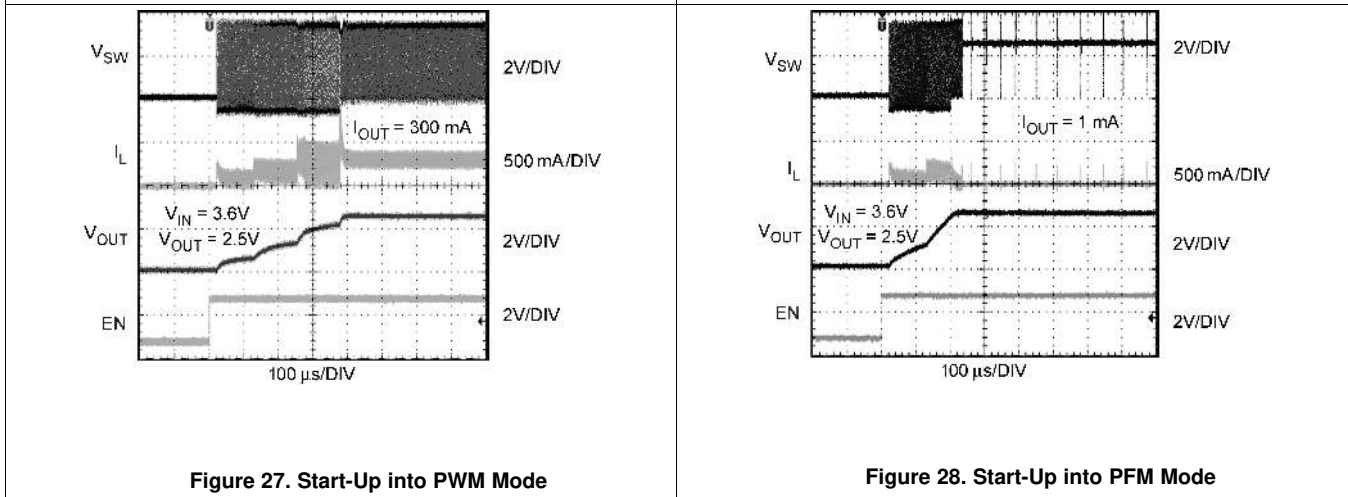 V_SW
2V/DIV
I_OUT = 300 mA
I_L
500 mA/DIV
V_IN = 3.6V
V_OUT = 2.5V
V_OUT
2V/DIV
EN
2V/DIV
100 µs/DIV
Figure 27. Start-Up into PWM Mode
V_SW
2V/DIV
I_OUT = 1 mA
I_L
500 mA/DIV
V_IN = 3.6V
V_OUT = 2.5V
V_OUT
2V/DIV
EN
2V/DIV
100 µs/DIV
Figure 28. Start-Up into PFM Mode